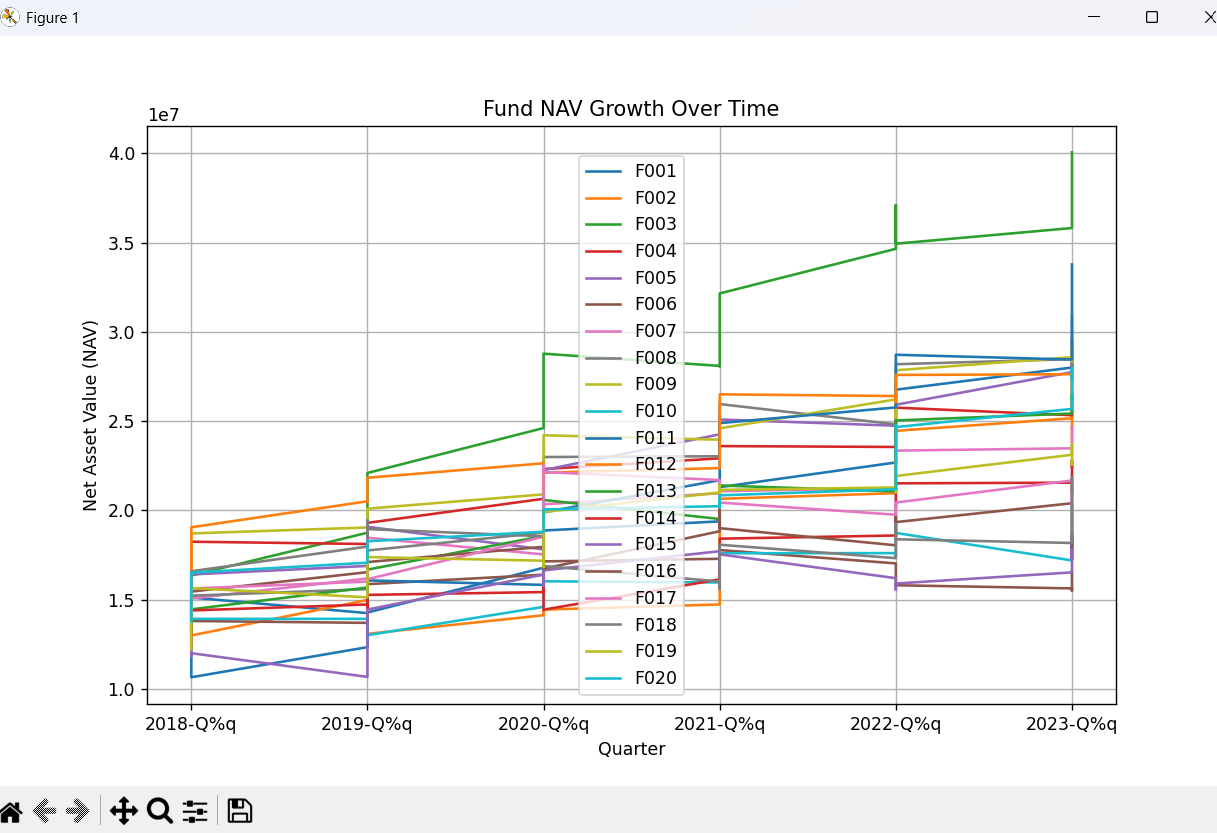 Figure 1
Fund NAV Growth Over Time
1e7
4.0
3.5
3.0
2.5
2.0
1.5
1.0
Net Asset Value (NAV)
F001
F002
F003
F004
F005
F006
F007
F008
F009
F010
F011
F012
F013
F014
F015
F016
F017
F018
F019
F020
2018-Q%q 2019-Q%q 2020-Q%q 2021-Q%q 2022-Q%q 2023-Q%q
Quarter